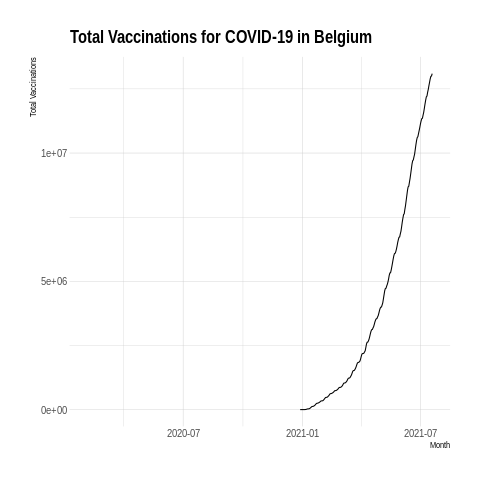 Total Vaccinations for COVID-19 in Belgium
Total Vaccinations
1e+07
5e+06
0e+00
2020-07
2021-01
2021-07
Month